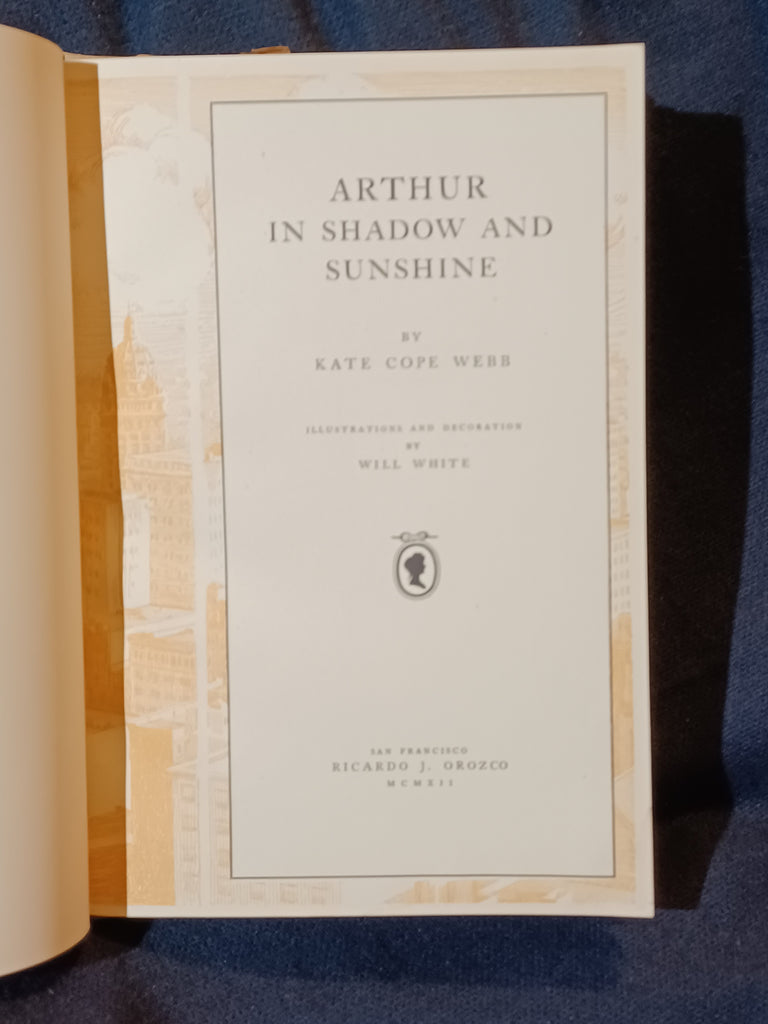 ARTHUR
IN SHADOW AND
SUNSHINE
BY
KATE COPE WEBB
ILLUSTRATIONS AND DECORATION
BY
WILL WHITE
SAN FRANCISCO
RICARDO J. OROZCO
MCMXII